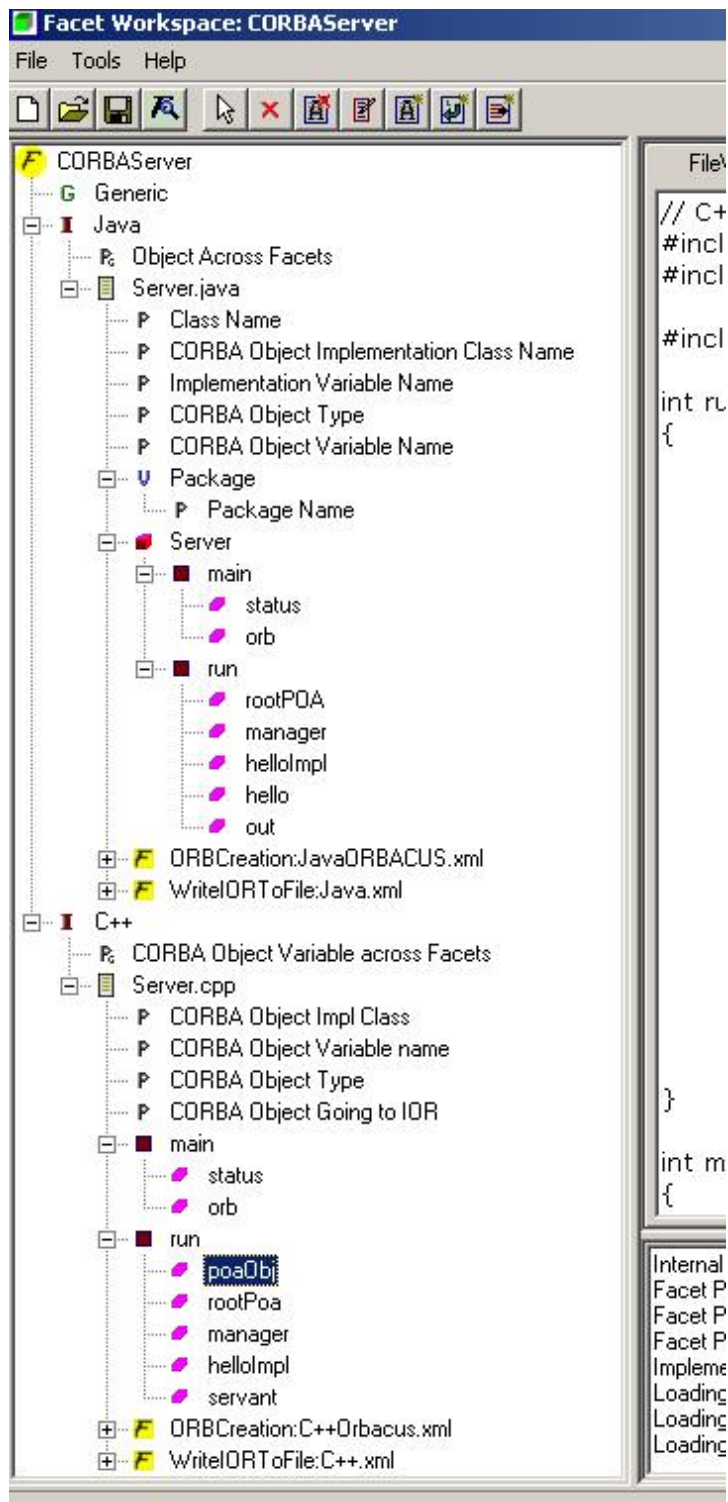 Facet Workspace: CORBAServer
File Tools Help
CORBAServer
G Generic
I Java
Object Across Facets
Server.java
P Class Name
P CORBA Object Implementation Class Name
P Implementation Variable Name
P CORBA Object Type
P CORBA Object Variable Name
V Package
P Package Name
Server
main
status
orb
run
rootPOA
manager
helloImpl
hello
out
F ORBCreation:JavaORBACUS.xml
F WriteIORToFile:Java.xml
I C++
CORBA Object Variable across Facets
Server.cpp
P CORBA Object Impl Class
P CORBA Object Variable name
P CORBA Object Type
P CORBA Object Going to IOR
main
status
orb
run
poaObj
rootPoa
manager
helloImpl
servant
F ORBCreation:C++Orbacus.xml
F WriteIORToFile:C++.xml
File
// C+
#incl
#incl
#incl
int ru
{
}
int m
{
Internal
Facet P
Facet P
Facet P
Impleme
Loading
Loading
Loading